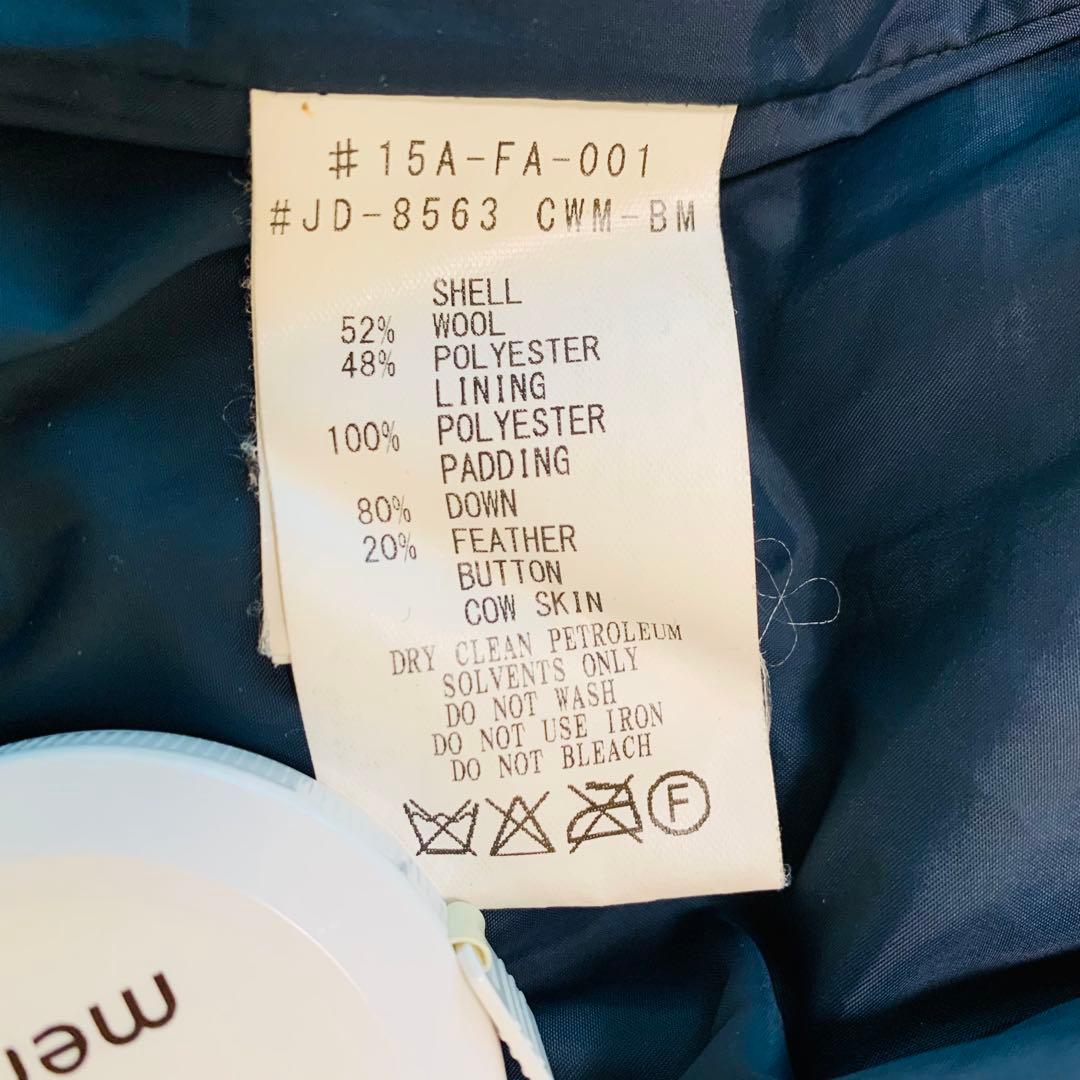 #15A-FA-001
#JD-8563 CWM-BM
SHELL
52% WOOL
48% POLYESTER
LINING
100% POLYESTER
PADDING
80% DOWN
20% FEATHER
BUTTON
COW SKIN
DRY CLEAN PETROLEUM
SOLVENTS ONLY
DO NOT WASH
DO NOT USE IRON
DO NOT BLEACH
F